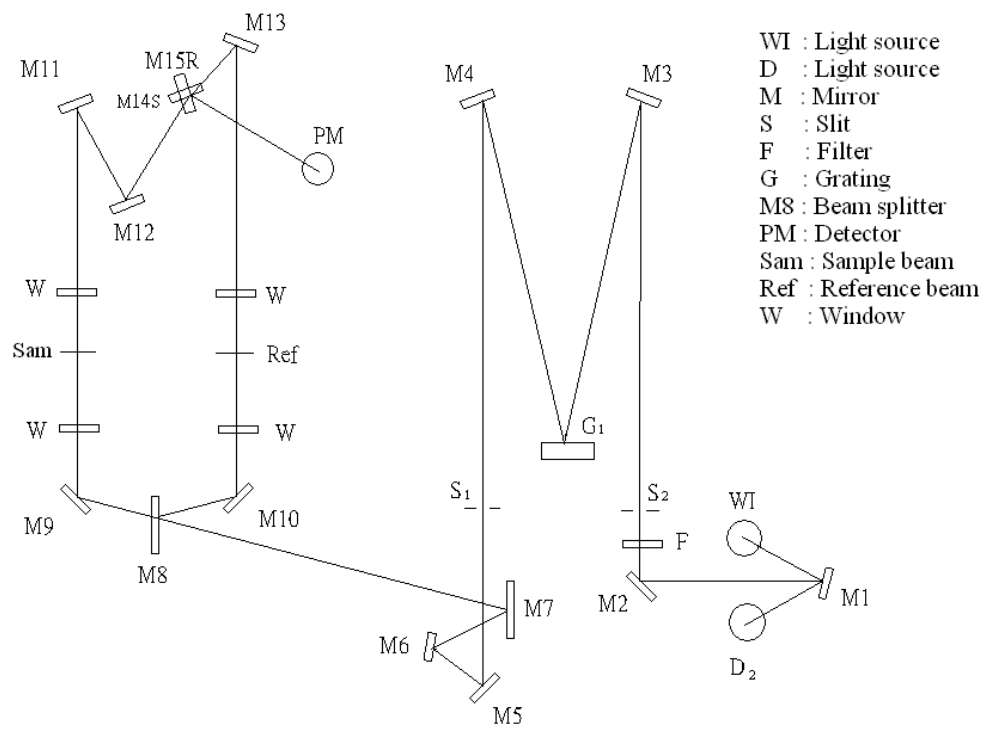 M13
M11
M15R
M14S
M4
M3
PM
M12
W
W
Sam
Ref
W
W
M9
M10
M8
G₁
S₁
S₂
WI
F
M2
M1
M7
M6
D₂
M5
WI : Light source
D : Light source
M : Mirror
S : Slit
F : Filter
G : Grating
M8 : Beam splitter
PM : Detector
Sam : Sample beam
Ref : Reference beam
W : Window